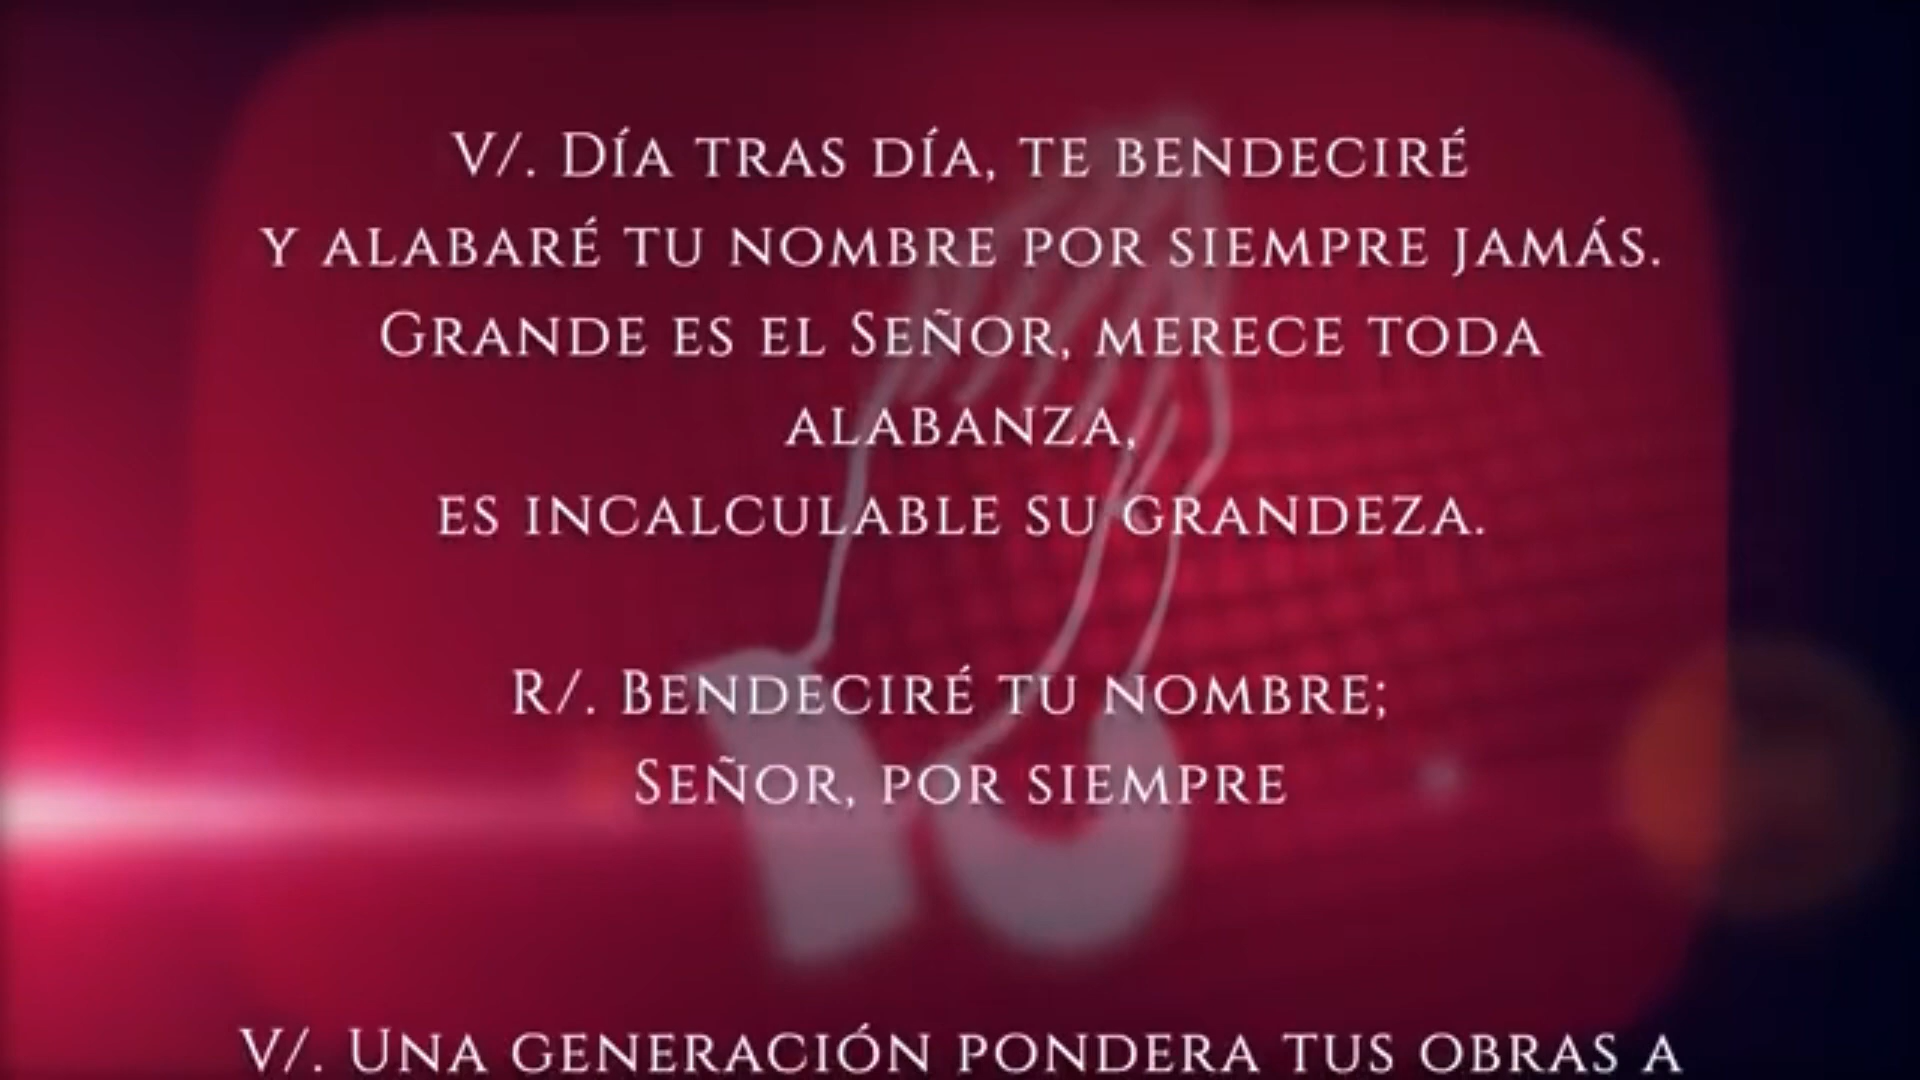 V/. Día tras día, te bendeciré
y alabaré tu nombre por siempre jamás.
Grande es el Señor, merece toda
alabanza,
es incalculable su grandeza.
R/. Bendeciré tu nombre;
Señor, por siempre
V/. Una generación pondera tus obras a